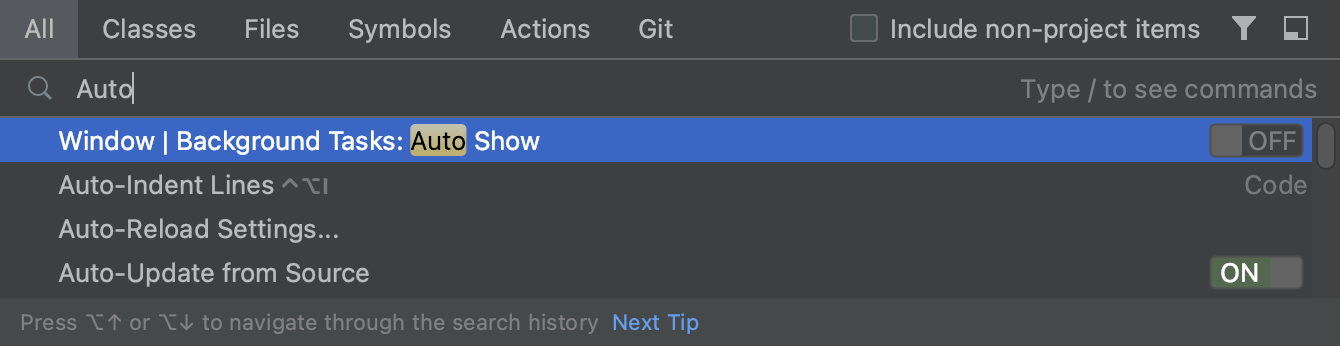 All Classes Files Symbols Actions Git Include non-project items
Auto Type / to see commands
Window | Background Tasks: Auto Show OFF
Auto-Indent Lines ⌃⌥I Code
Auto-Reload Settings...
Auto-Update from Source ON
Press ⌥↑ or ⌥↓ to navigate through the search history Next Tip